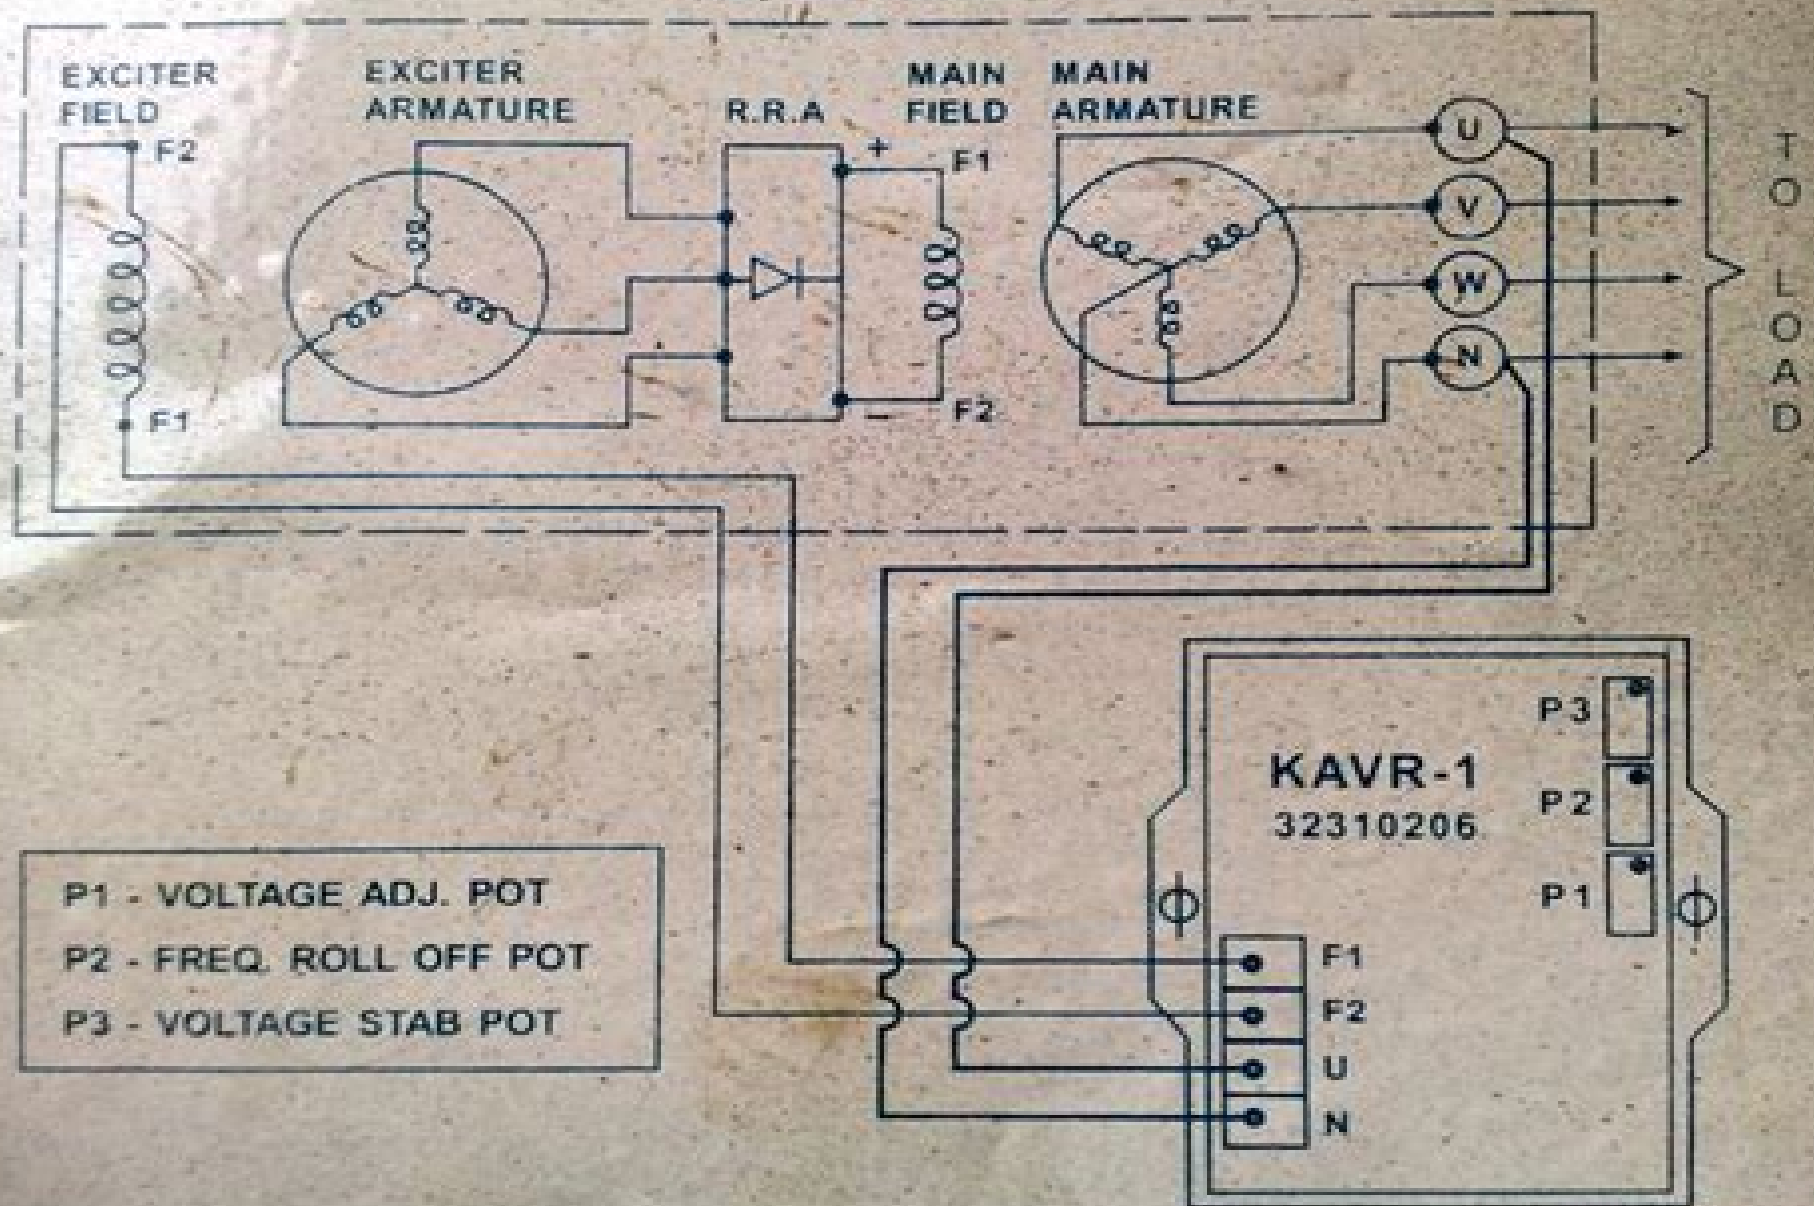 EXCITER
FIELD
EXCITER
ARMATURE
R.R.A
MAIN
FIELD
MAIN
ARMATURE
F2
F1
+
F1
F2
−
U
V
W
N
TO LOAD
KAVR-1
32310206
P3
P2
P1
F1
F2
U
N
P1 - VOLTAGE ADJ. POT
P2 - FREQ. ROLL OFF POT
P3 - VOLTAGE STAB POT